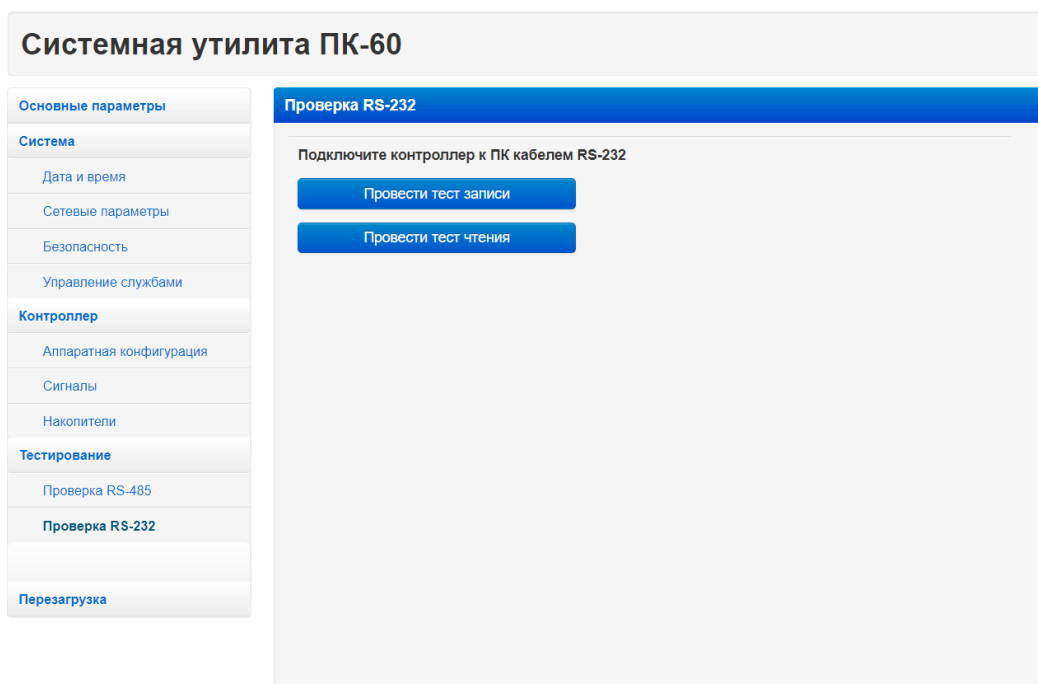 Системная утилита ПК-60
Основные параметры
Система
Дата и время
Сетевые параметры
Безопасность
Управление службами
Контроллер
Аппаратная конфигурация
Сигналы
Накопители
Тестирование
Проверка RS-485
Проверка RS-232
Перезагрузка
Проверка RS-232
Подключите контроллер к ПК кабелем RS-232
Провести тест записи
Провести тест чтения